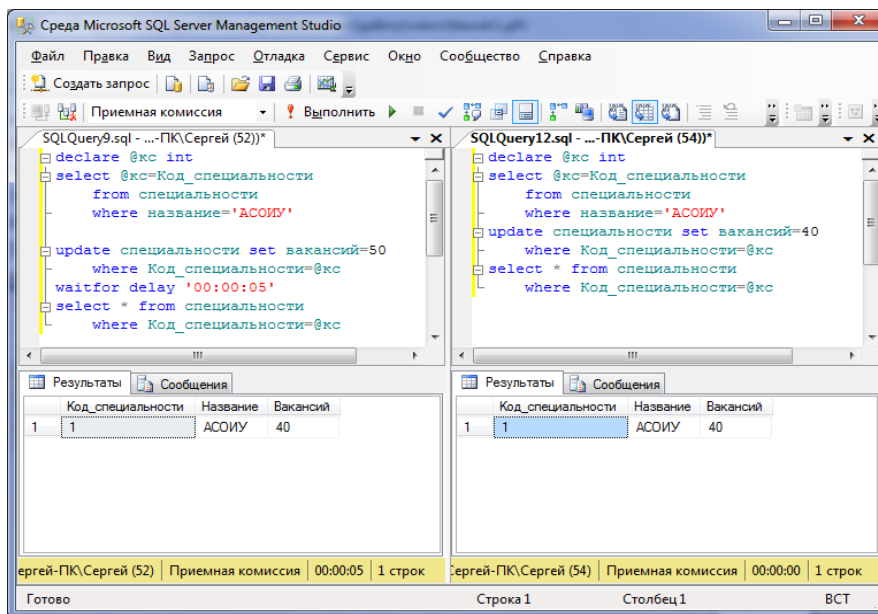 Среда Microsoft SQL Server Management Studio
Файл Правка Вид Запрос Отладка Сервис Окно Сообщество Справка
Создать запрос
Приемная комиссия Выполнить
SQLQuery9.sql - ...-ПК\Сергей (52))*
declare @кс int
select @кс=Код_специальности
from специальности
where название='АСОИУ'
update специальности set вакансий=50
where Код_специальности=@кс
waitfor delay '00:00:05'
select * from специальности
where Код_специальности=@кс
Результаты Сообщения
Код_специальности Название Вакансий
1 1 АСОИУ 40
ергей-ПК\Сергей (52) Приемная комиссия 00:00:05 1 строк
SQLQuery12.sql - ...-ПК\Сергей (54))*
declare @кс int
select @кс=Код_специальности
from специальности
where название='АСОИУ'
update специальности set вакансий=40
where Код_специальности=@кс
select * from специальности
where Код_специальности=@кс
Результаты Сообщения
Код_специальности Название Вакансий
1 1 АСОИУ 40
Сергей-ПК\Сергей (54) Приемная комиссия 00:00:00 1 строк
Готово Строка 1 Столбец 1 ВСТ